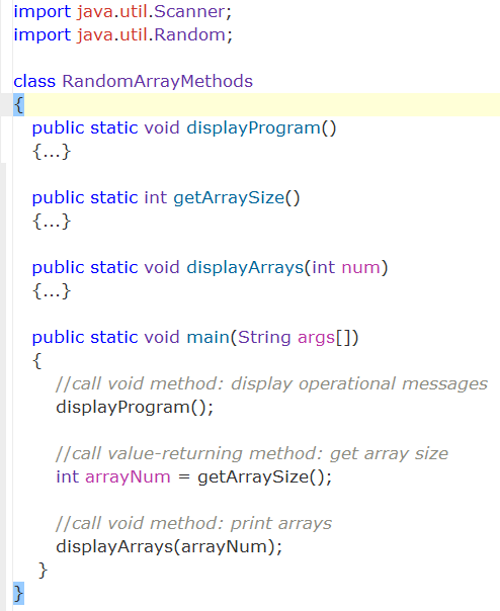 import java.util.Scanner;
import java.util.Random;
class RandomArrayMethods
{
public static void displayProgram()
{...}
public static int getArraySize()
{...}
public static void displayArrays(int num)
{...}
public static void main(String args[])
{
//call void method: display operational messages
displayProgram();
//call value-returning method: get array size
int arrayNum = getArraySize();
//call void method: print arrays
displayArrays(arrayNum);
}
}